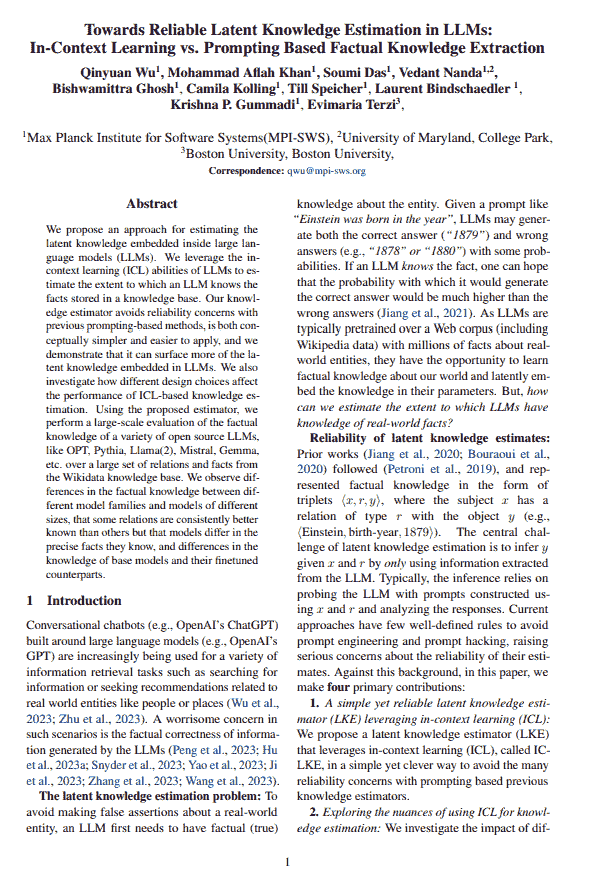 Towards Reliable Latent Knowledge Estimation in LLMs:
In-Context Learning vs. Prompting Based Factual Knowledge Extraction
Qinyuan Wu1, Mohammad Aflah Khan1, Soumi Das1, Vedant Nanda1,2,
Bishwamittra Ghosh1, Camila Kolling1, Till Speicher1, Laurent Bindschaedler 1,
Krishna P. Gummadi1, Evimaria Terzi3,
1Max Planck Institute for Software Systems(MPI-SWS), 2University of Maryland, College Park,
3Boston University, Boston University,
Correspondence: qwu@mpi-sws.org
Abstract
We propose an approach for estimating the
latent knowledge embedded inside large lan-
guage models (LLMs). We leverage the in-
context learning (ICL) abilities of LLMs to es-
timate the extent to which an LLM knows the
facts stored in a knowledge base. Our knowl-
edge estimator avoids reliability concerns with
previous prompting-based methods, is both con-
ceptually simpler and easier to apply, and we
demonstrate that it can surface more of the la-
tent knowledge embedded in LLMs. We also
investigate how different design choices affect
the performance of ICL-based knowledge es-
timation. Using the proposed estimator, we
perform a large-scale evaluation of the factual
knowledge of a variety of open source LLMs,
like OPT, Pythia, Llama(2), Mistral, Gemma,
etc. over a large set of relations and facts from
the Wikidata knowledge base. We observe dif-
ferences in the factual knowledge between dif-
ferent model families and models of different
sizes, that some relations are consistently better
known than others but that models differ in the
precise facts they know, and differences in the
knowledge of base models and their finetuned
counterparts.
1 Introduction
Conversational chatbots (e.g., OpenAI's ChatGPT)
built around large language models (e.g., OpenAI's
GPT) are increasingly being used for a variety of
information retrieval tasks such as searching for
information or seeking recommendations related to
real world entities like people or places (Wu et al.,
2023; Zhu et al., 2023). A worrisome concern in
such scenarios is the factual correctness of informa-
tion generated by the LLMs (Peng et al., 2023; Hu
et al., 2023a; Snyder et al., 2023; Yao et al., 2023; Ji
et al., 2023; Zhang et al., 2023; Wang et al., 2023).
The latent knowledge estimation problem: To
avoid making false assertions about a real-world
entity, an LLM first needs to have factual (true)
knowledge about the entity. Given a prompt like
"Einstein was born in the year", LLMs may gener-
ate both the correct answer ("1879") and wrong
answers (e.g., "1878" or "1880") with some prob-
abilities. If an LLM knows the fact, one can hope
that the probability with which it would generate
the correct answer would be much higher than the
wrong answers (Jiang et al., 2021). As LLMs are
typically pretrained over a Web corpus (including
Wikipedia data) with millions of facts about real-
world entities, they have the opportunity to learn
factual knowledge about our world and latently em-
bed the knowledge in their parameters. But, how
can we estimate the extent to which LLMs have
knowledge of real-world facts?
Reliability of latent knowledge estimates:
Prior works (Jiang et al., 2020; Bouraoui et al.,
2020) followed (Petroni et al., 2019), and rep-
resented factual knowledge in the form of
triplets ⟨x, r, y⟩, where the subject x has a
relation of type r with the object y (e.g.,
⟨Einstein, birth-year, 1879⟩). The central chal-
lenge of latent knowledge estimation is to infer y
given x and r by only using information extracted
from the LLM. Typically, the inference relies on
probing the LLM with prompts constructed us-
ing x and r and analyzing the responses. Current
approaches have few well-defined rules to avoid
prompt engineering and prompt hacking, raising
serious concerns about the reliability of their esti-
mates. Against this background, in this paper, we
make four primary contributions:
1. A simple yet reliable latent knowledge esti-
mator (LKE) leveraging in-context learning (ICL):
We propose a latent knowledge estimator (LKE)
that leverages in-context learning (ICL), called IC-
LKE, in a simple yet clever way to avoid the many
reliability concerns with prompting based previous
knowledge estimators.
2. Exploring the nuances of using ICL for knowl-
edge estimation: We investigate the impact of dif-
1